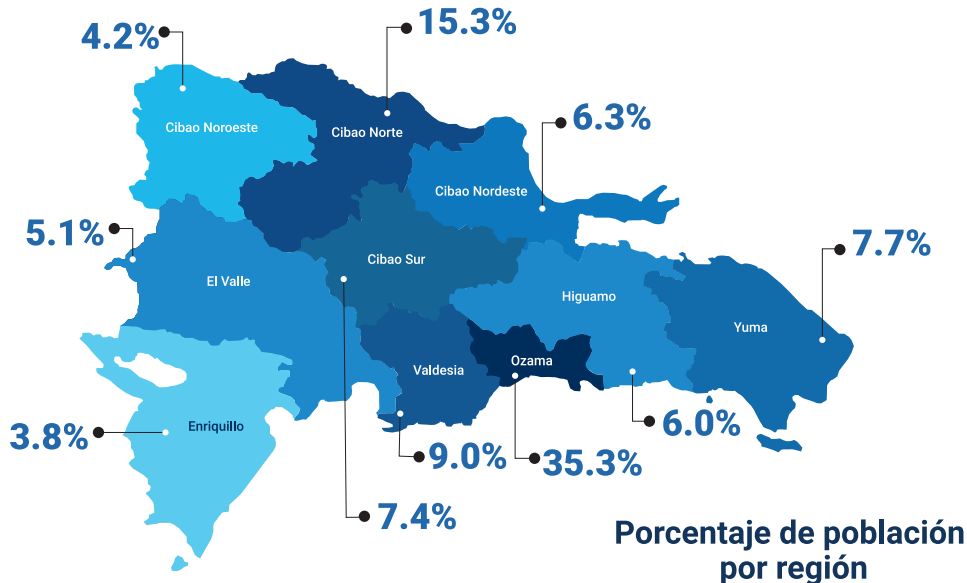 15.3%
4.2%
6.3%
Cibao Noroeste
Cibao Norte
Cibao Nordeste
5.1%
7.7%
Cibao Sur
El Valle
Higuamo
Yuma
Ozama
Valdesia
Enriquillo
3.8%
6.0%
9.0%
35.3%
7.4%
Porcentaje de población
por región